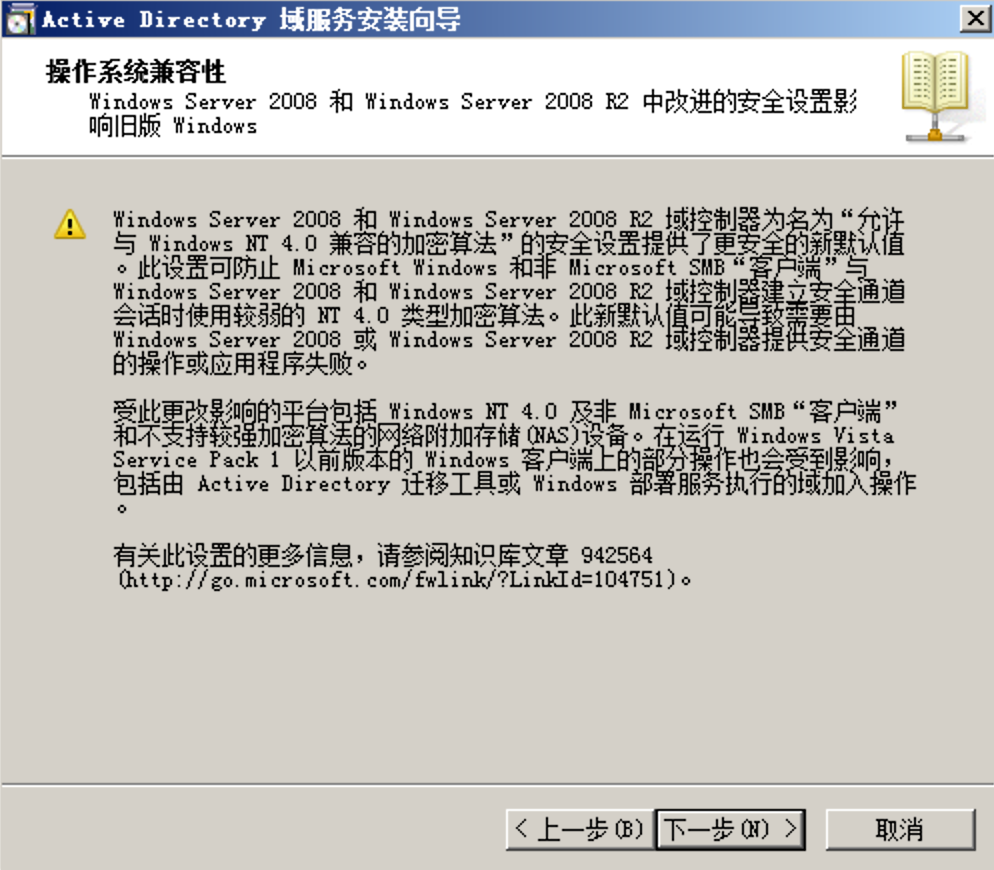 Active Directory 域服务安装向导
操作系统兼容性
Windows Server 2008 和 Windows Server 2008 R2 中改进的安全设置影
响旧版 Windows
Windows Server 2008 和 Windows Server 2008 R2 域控制器为名为“允许
与 Windows NT 4.0 兼容的加密算法”的安全设置提供了更安全的新默认值
。此设置可防止 Microsoft Windows 和非 Microsoft SMB“客户端”与
Windows Server 2008 和 Windows Server 2008 R2 域控制器建立安全通道
会话时使用较弱的 NT 4.0 类型加密算法。此新默认值可能导致需要由
Windows Server 2008 或 Windows Server 2008 R2 域控制器提供安全通道
的操作或应用程序失败。
受此更改影响的平台包括 Windows NT 4.0 及非 Microsoft SMB“客户端”
和不支持较强加密算法的网络附加存储(NAS)设备。在运行 Windows Vista
Service Pack 1 以前版本的 Windows 客户端上的部分操作也会受到影响，
包括由 Active Directory 迁移工具或 Windows 部署服务执行的域加入操作
。
有关此设置的更多信息，请参阅知识库文章 942564
(http://go.microsoft.com/fwlink/?LinkId=104751)。
< 上一步(B) 下一步(N) > 取消